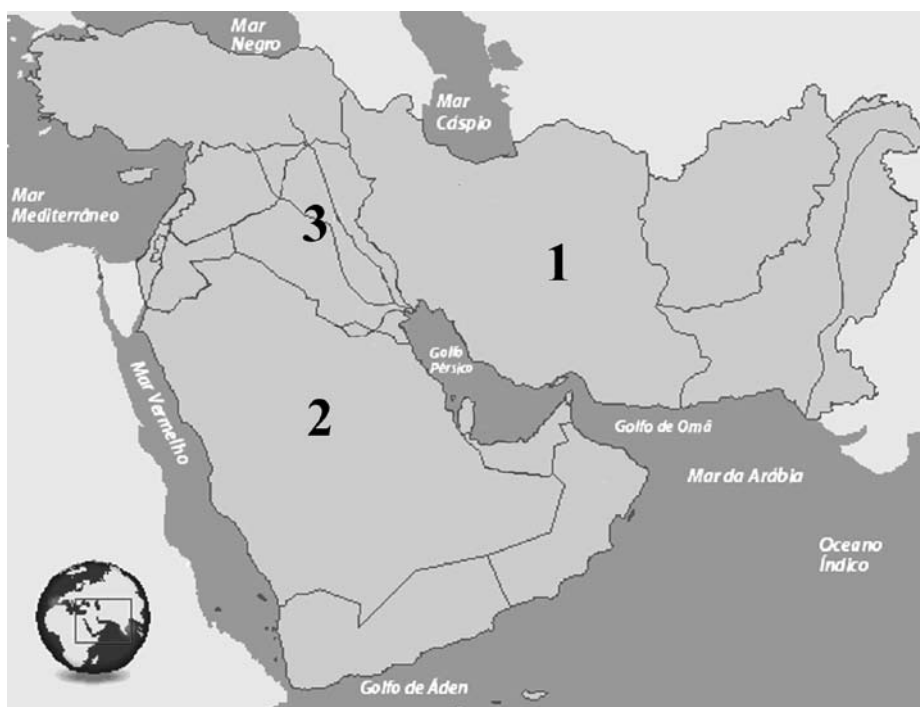 Mar
Negro
Mar
Cáspio
Mar
Mediterrâneo
3
1
Golfo
Pérsico
Mar Vermelho
2
Golfo de Omã
Mar da Arábia
Oceano
Índico
Golfo de Áden